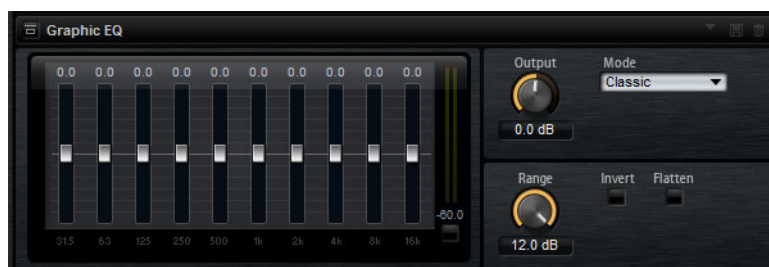 Graphic EQ
0.0 0.0 0.0 0.0 0.0 0.0 0.0 0.0 0.0 0.0
-60.0
31.5 63 125 250 500 1k 2k 4k 8k 16k
Output
0.0 dB
Mode
Classic
Range
12.0 dB
Invert
Flatten